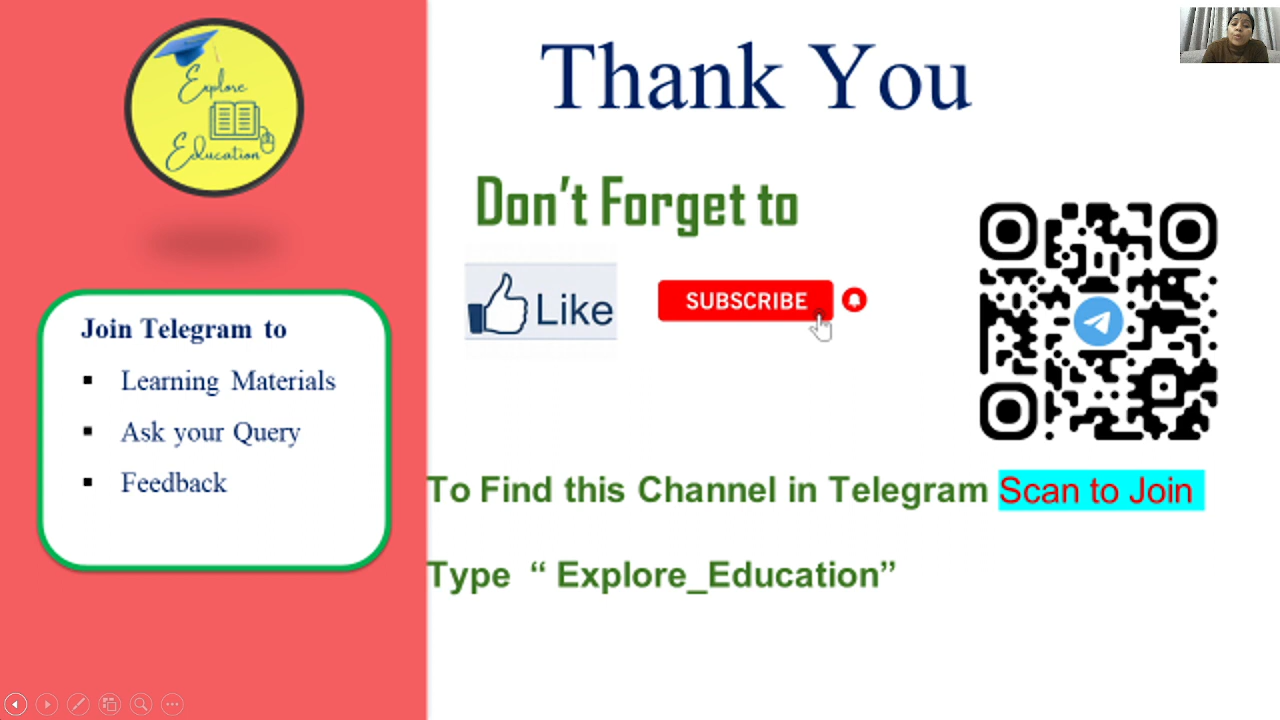 Explore
Education
Join Telegram to
▪ Learning Materials
▪ Ask your Query
▪ Feedback
Thank You
Don't Forget to
Like
SUBSCRIBE
To Find this Channel in Telegram Scan to Join
Type “ Explore_Education”